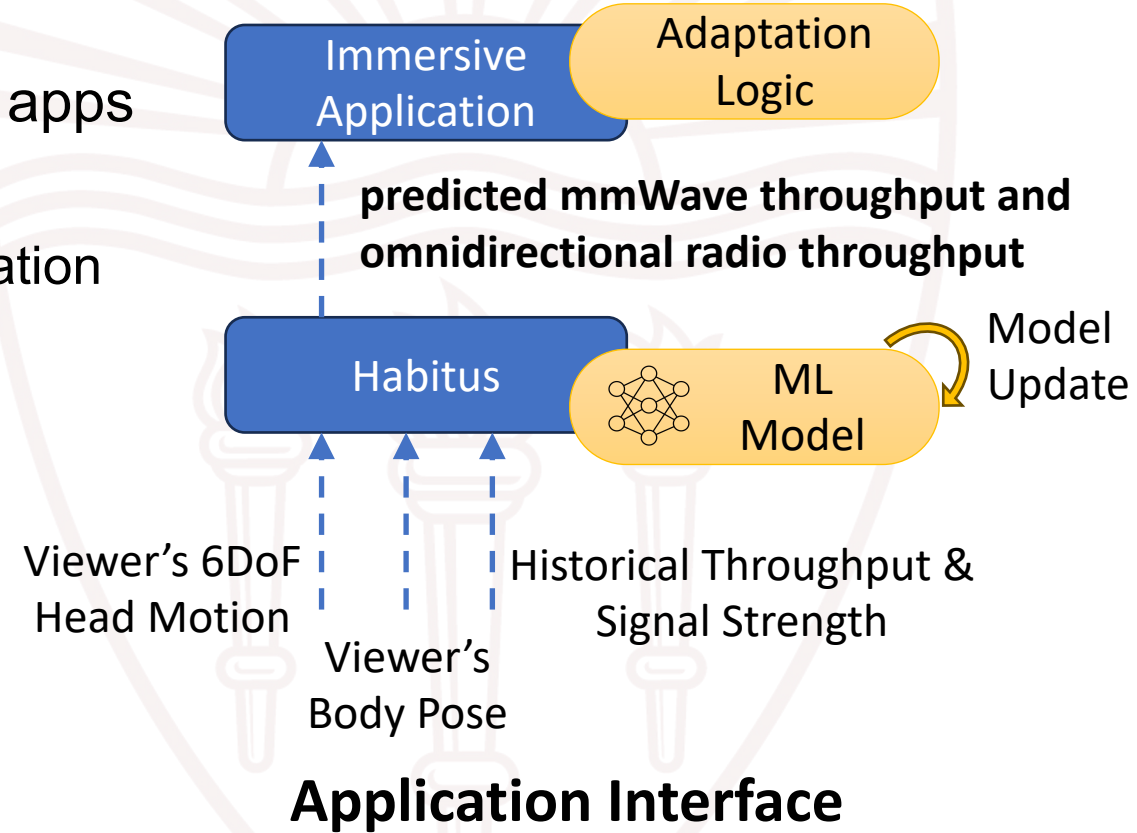 Immersive
Application
Adaptation
Logic
apps
predicted mmWave throughput and
omnidirectional radio throughput
ation
Habitus
ML
Model
Model
Update
Viewer’s 6DoF
Head Motion
Viewer’s
Body Pose
Historical Throughput &
Signal Strength
Application Interface